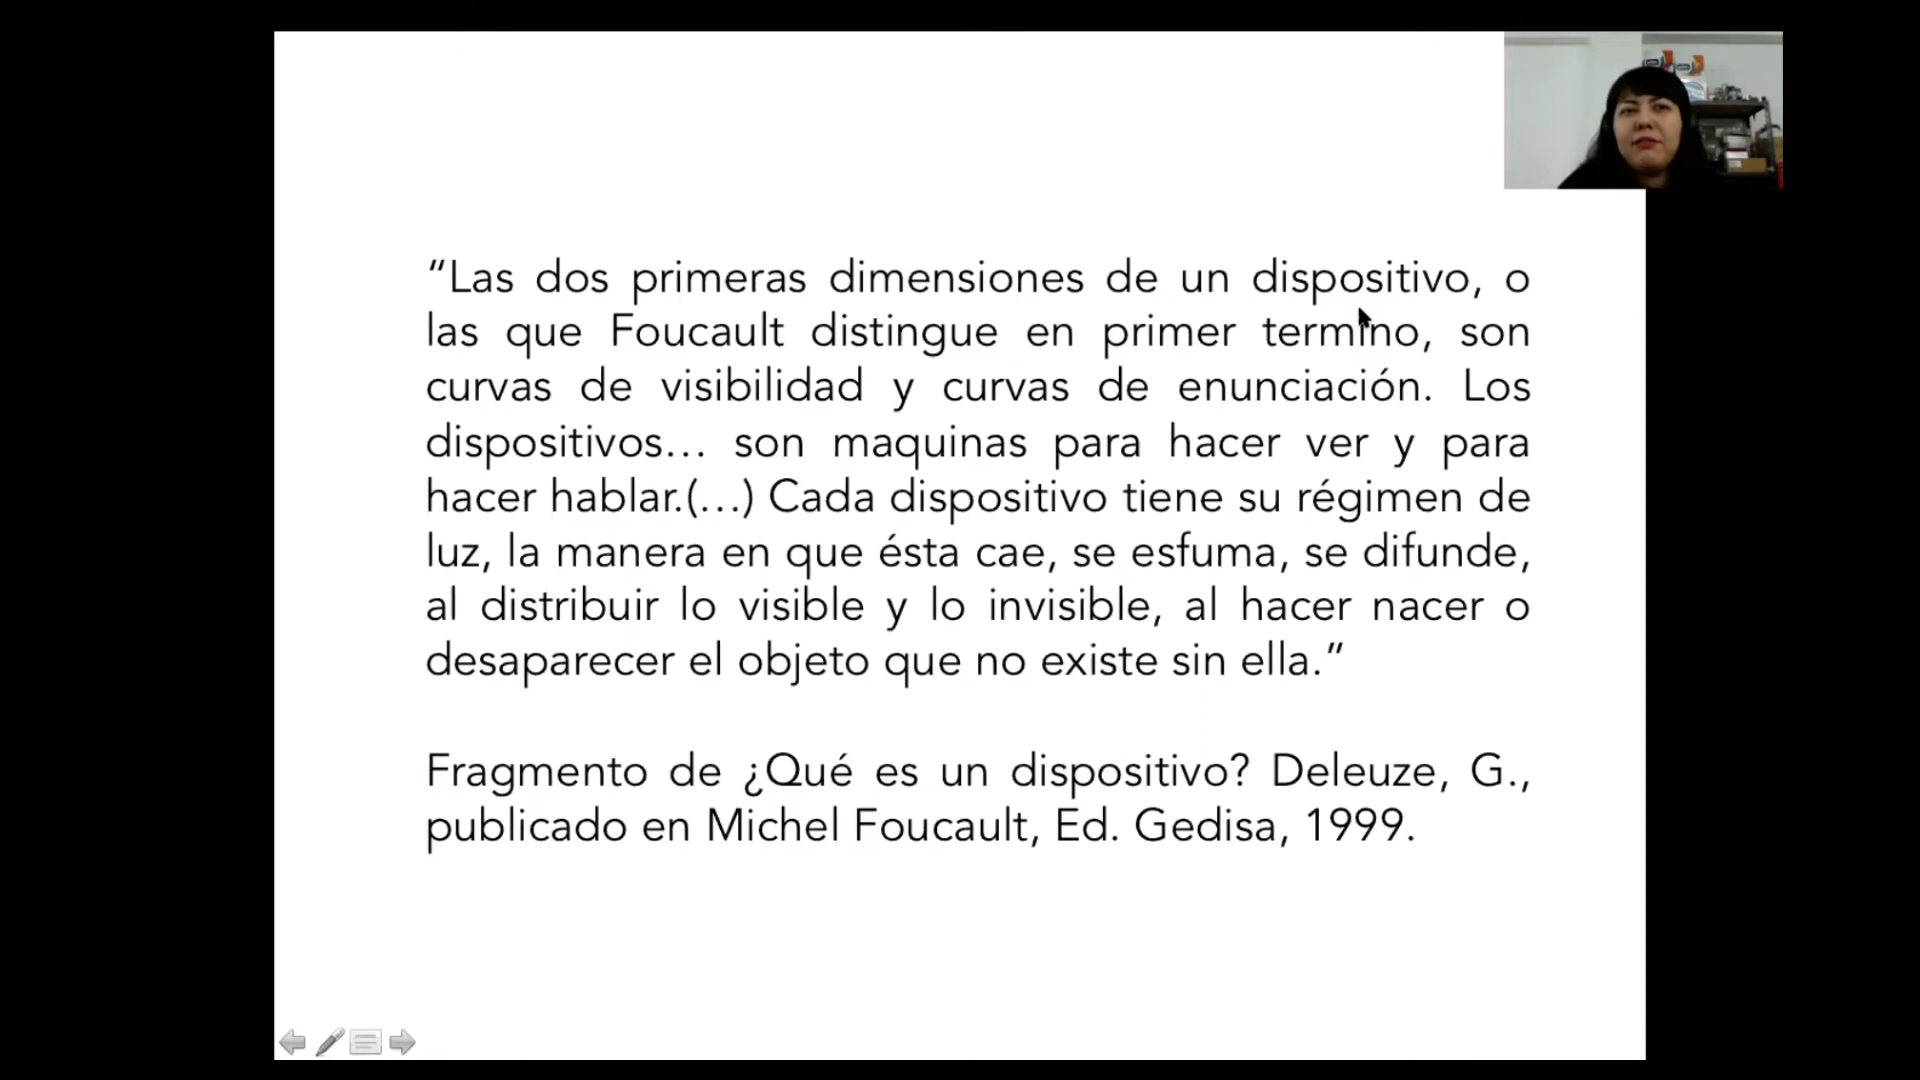 “Las dos primeras dimensiones de un dispositivo, o
las que Foucault distingue en primer termino, son
curvas de visibilidad y curvas de enunciación. Los
dispositivos… son maquinas para hacer ver y para
hacer hablar.(…) Cada dispositivo tiene su régimen de
luz, la manera en que ésta cae, se esfuma, se difunde,
al distribuir lo visible y lo invisible, al hacer nacer o
desaparecer el objeto que no existe sin ella.”
Fragmento de ¿Qué es un dispositivo? Deleuze, G.,
publicado en Michel Foucault, Ed. Gedisa, 1999.